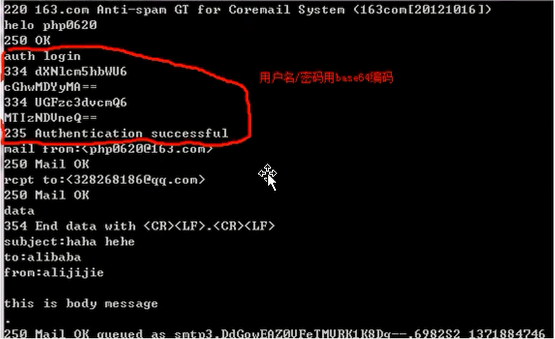 220 163.com Anti-spam GT for Coremail System (163com[20121016])
helo php0620
250 OK
auth login
334 dXNlcm5hbWU6
cGhwMDYyMA==
用户名/密码用base64编码
334 UGFzc3dvcmQ6
MTIzNDUneQ==
235 Authentication successful
mail from:<php0620@163.com>
250 Mail OK
rcpt to:<328268186@qq.com>
250 Mail OK
data
354 End data with <CR><LF>.<CR><LF>
subject:haha hehe
to:alibaba
from:alijijie
this is body message
.
250 Mail OK queued as smtp3,DdGowEAZ0VFeTMVRK1K8Dg--.6982S2 1371884746